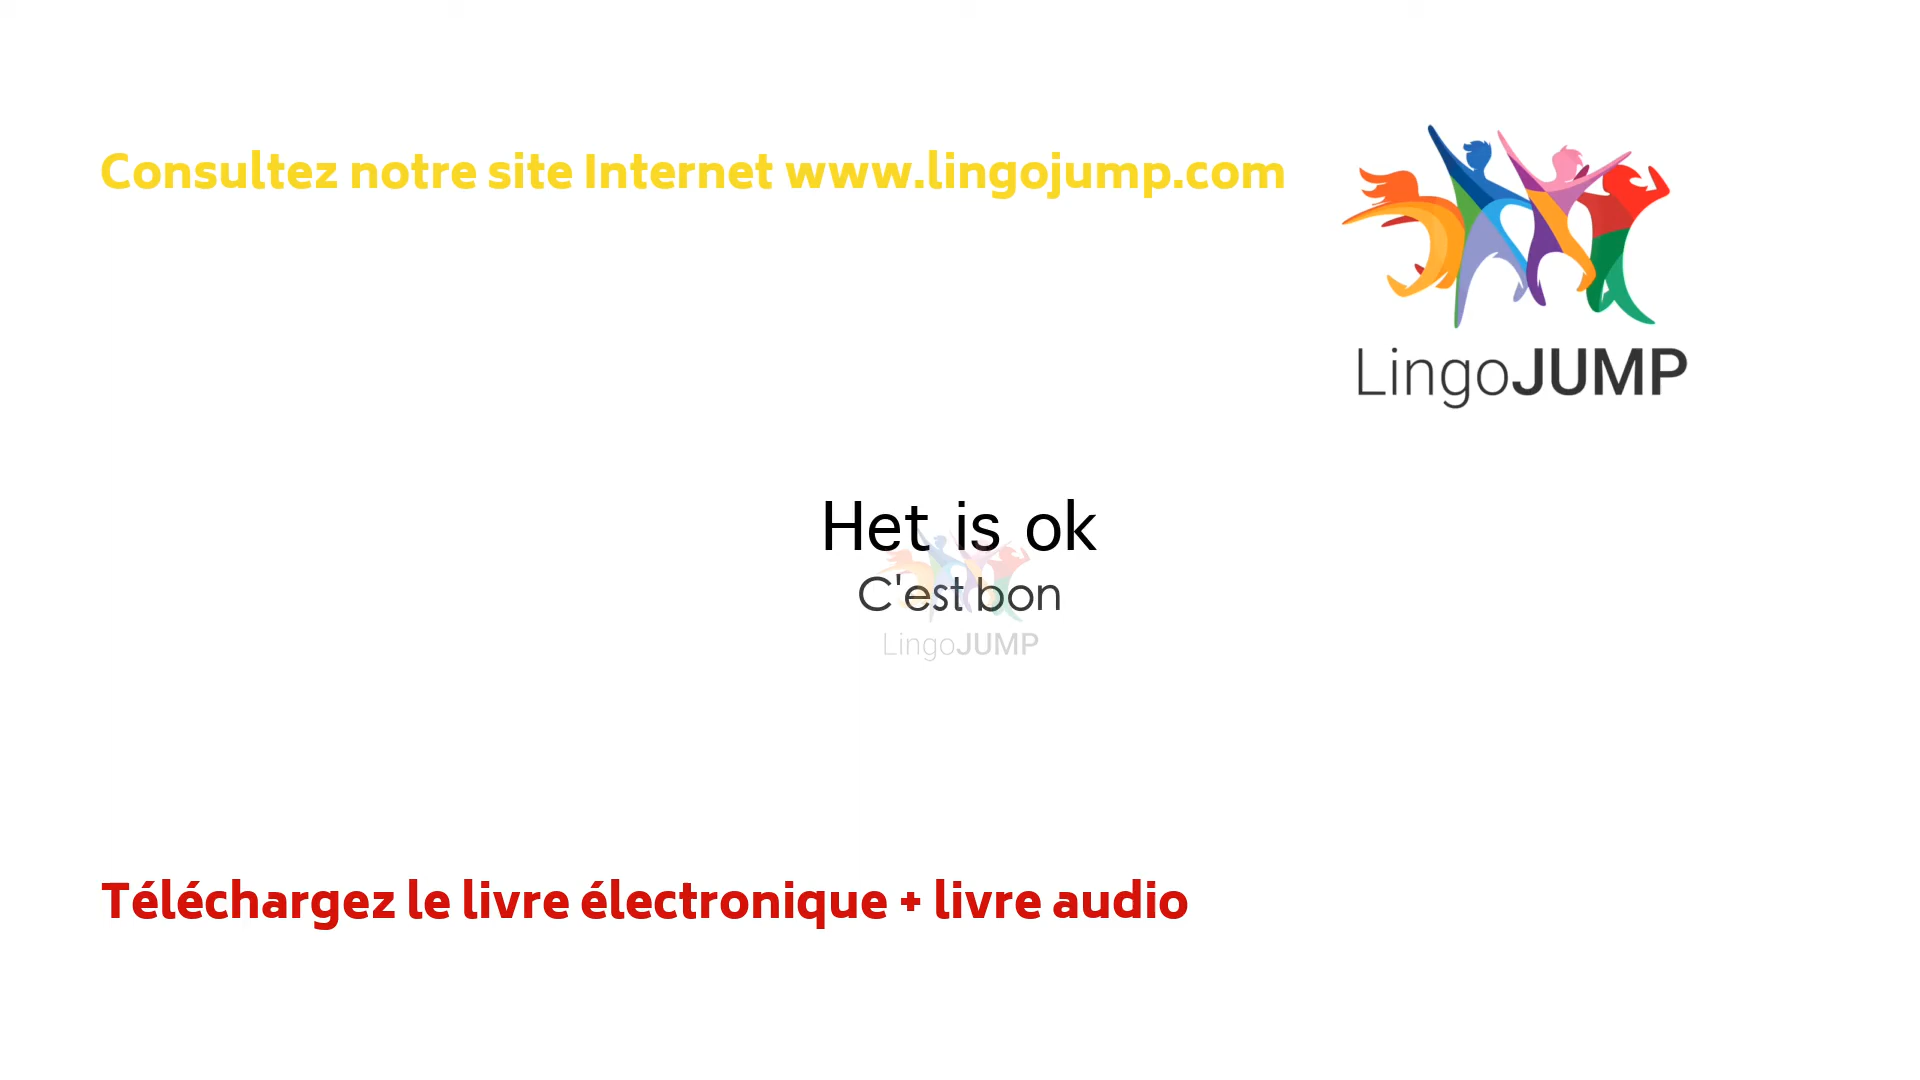 Consultez notre site Internet www.lingojump.com
LingoJUMP
Het is ok
C'est bon
LingoJUMP
Téléchargez le livre électronique + livre audio